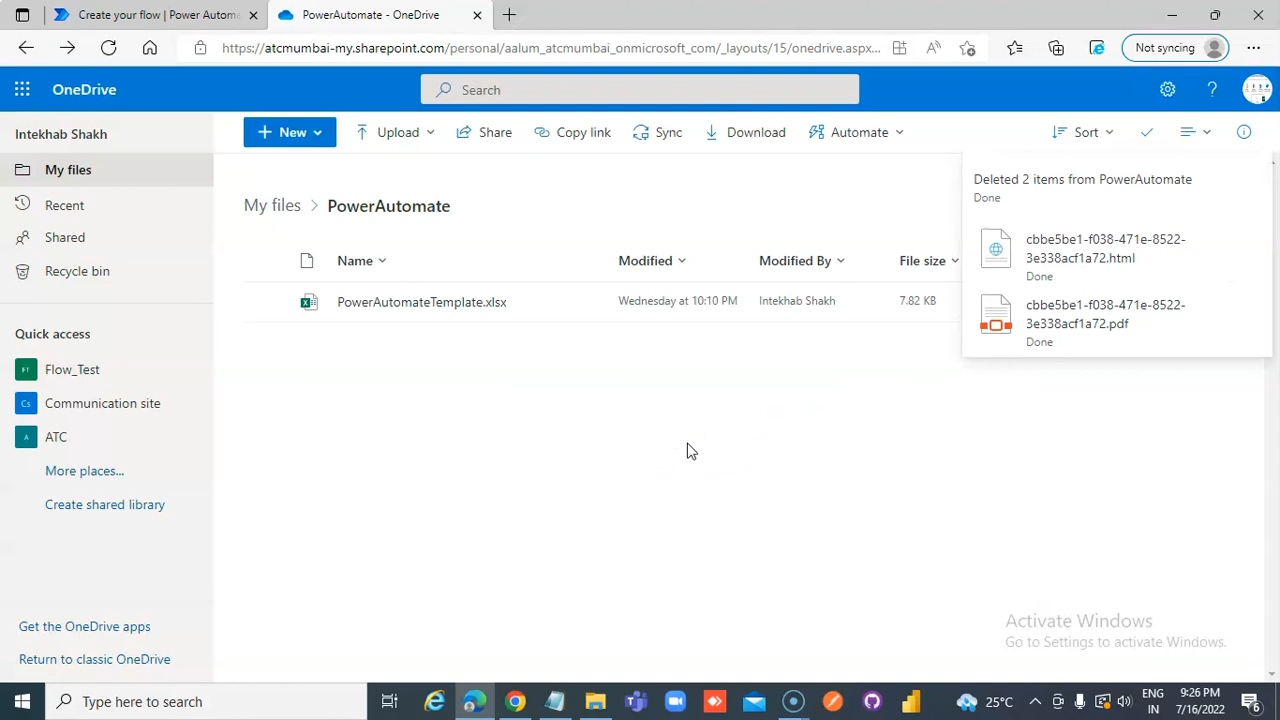 Create your flow | Power Automa
PowerAutomate - OneDrive
https://atcmumbai-my.sharepoint.com/personal/aalum_atcmumbai_onmicrosoft_com/_layouts/15/onedrive.aspx...
Not syncing
OneDrive
Search
Intekhab Shakh
New
Upload
Share
Copy link
Sync
Download
Automate
Sort
My files
Recent
Shared
Recycle bin
Quick access
FT Flow_Test
Cs Communication site
A ATC
More places...
Create shared library
Get the OneDrive apps
Return to classic OneDrive
My files > PowerAutomate
Name Modified Modified By File size
PowerAutomateTemplate.xlsx Wednesday at 10:10 PM Intekhab Shakh 7.82 KB
Deleted 2 items from PowerAutomate
Done
cbbe5be1-f038-471e-8522-
3e338acf1a72.html
Done
cbbe5be1-f038-471e-8522-
3e338acf1a72.pdf
Done
Activate Windows
Go to Settings to activate Windows.
Type here to search
25°C
ENG
IN
9:26 PM
7/16/2022
6